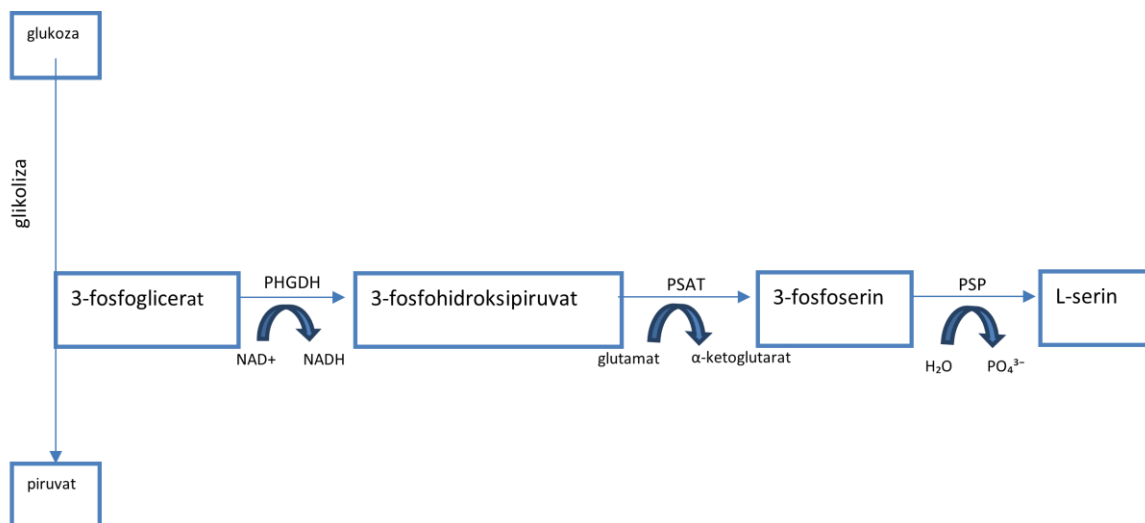 glukoza
glikoliza
3-fosfoglicerat
PHGDH
NAD+ NADH
3-fosfohidroksipiruvat
PSAT
glutamat α-ketoglutarat
3-fosfoserin
PSP
H₂O PO₄³⁻
L-serin
piruvat